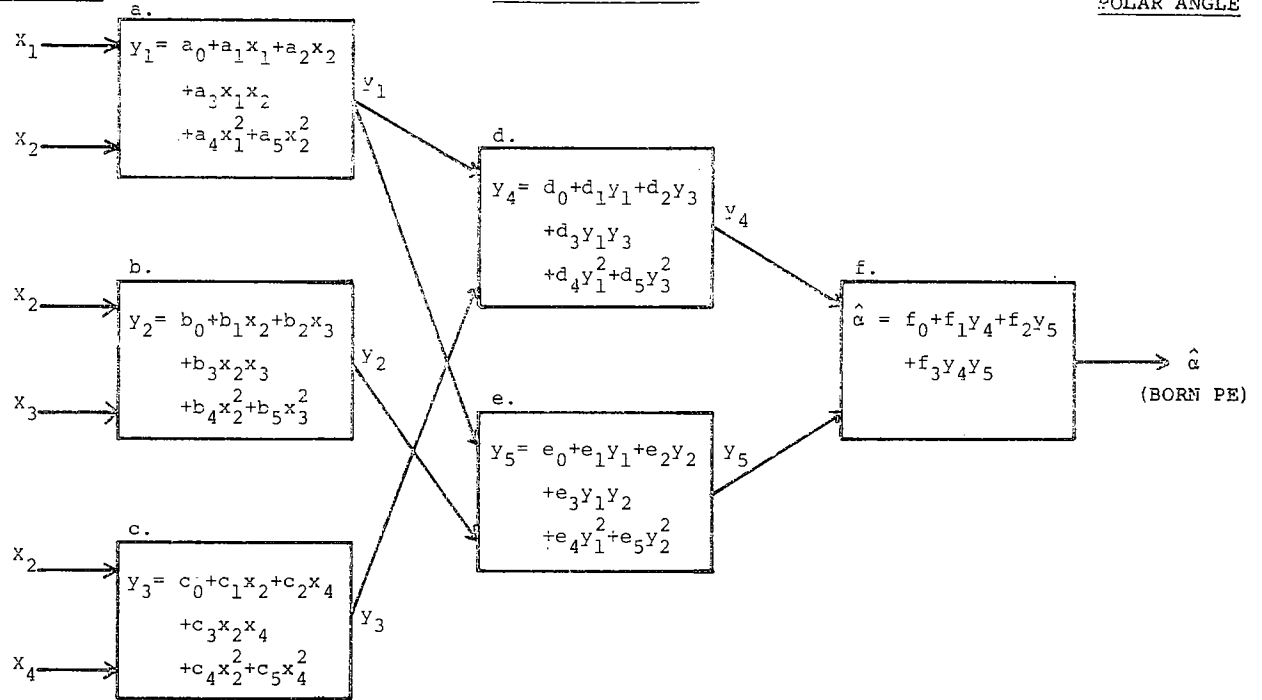 POLAR ANGLE
a.
x₁
y₁= a₀+a₁x₁+a₂x₂
+a₃x₁x₂
x₂
+a₄x₁²+a₅x₂²
y₁
b.
x₂
y₂= b₀+b₁x₂+b₂x₃
+b₃x₂x₃
x₃
+b₄x₂²+b₅x₃²
y₂
c.
x₂
y₃= c₀+c₁x₂+c₂x₄
+c₃x₂x₄
x₄
+c₄x₂²+c₅x₄²
y₃
d.
y₄= d₀+d₁y₁+d₂y₃
+d₃y₁y₃
+d₄y₁²+d₅y₃²
y₄
e.
y₅= e₀+e₁y₁+e₂y₂
+e₃y₁y₂
+e₄y₁²+e₅y₂²
y₅
f.
α̂ = f₀+f₁y₄+f₂y₅
+f₃y₄y₅
α̂
(BORN PE)